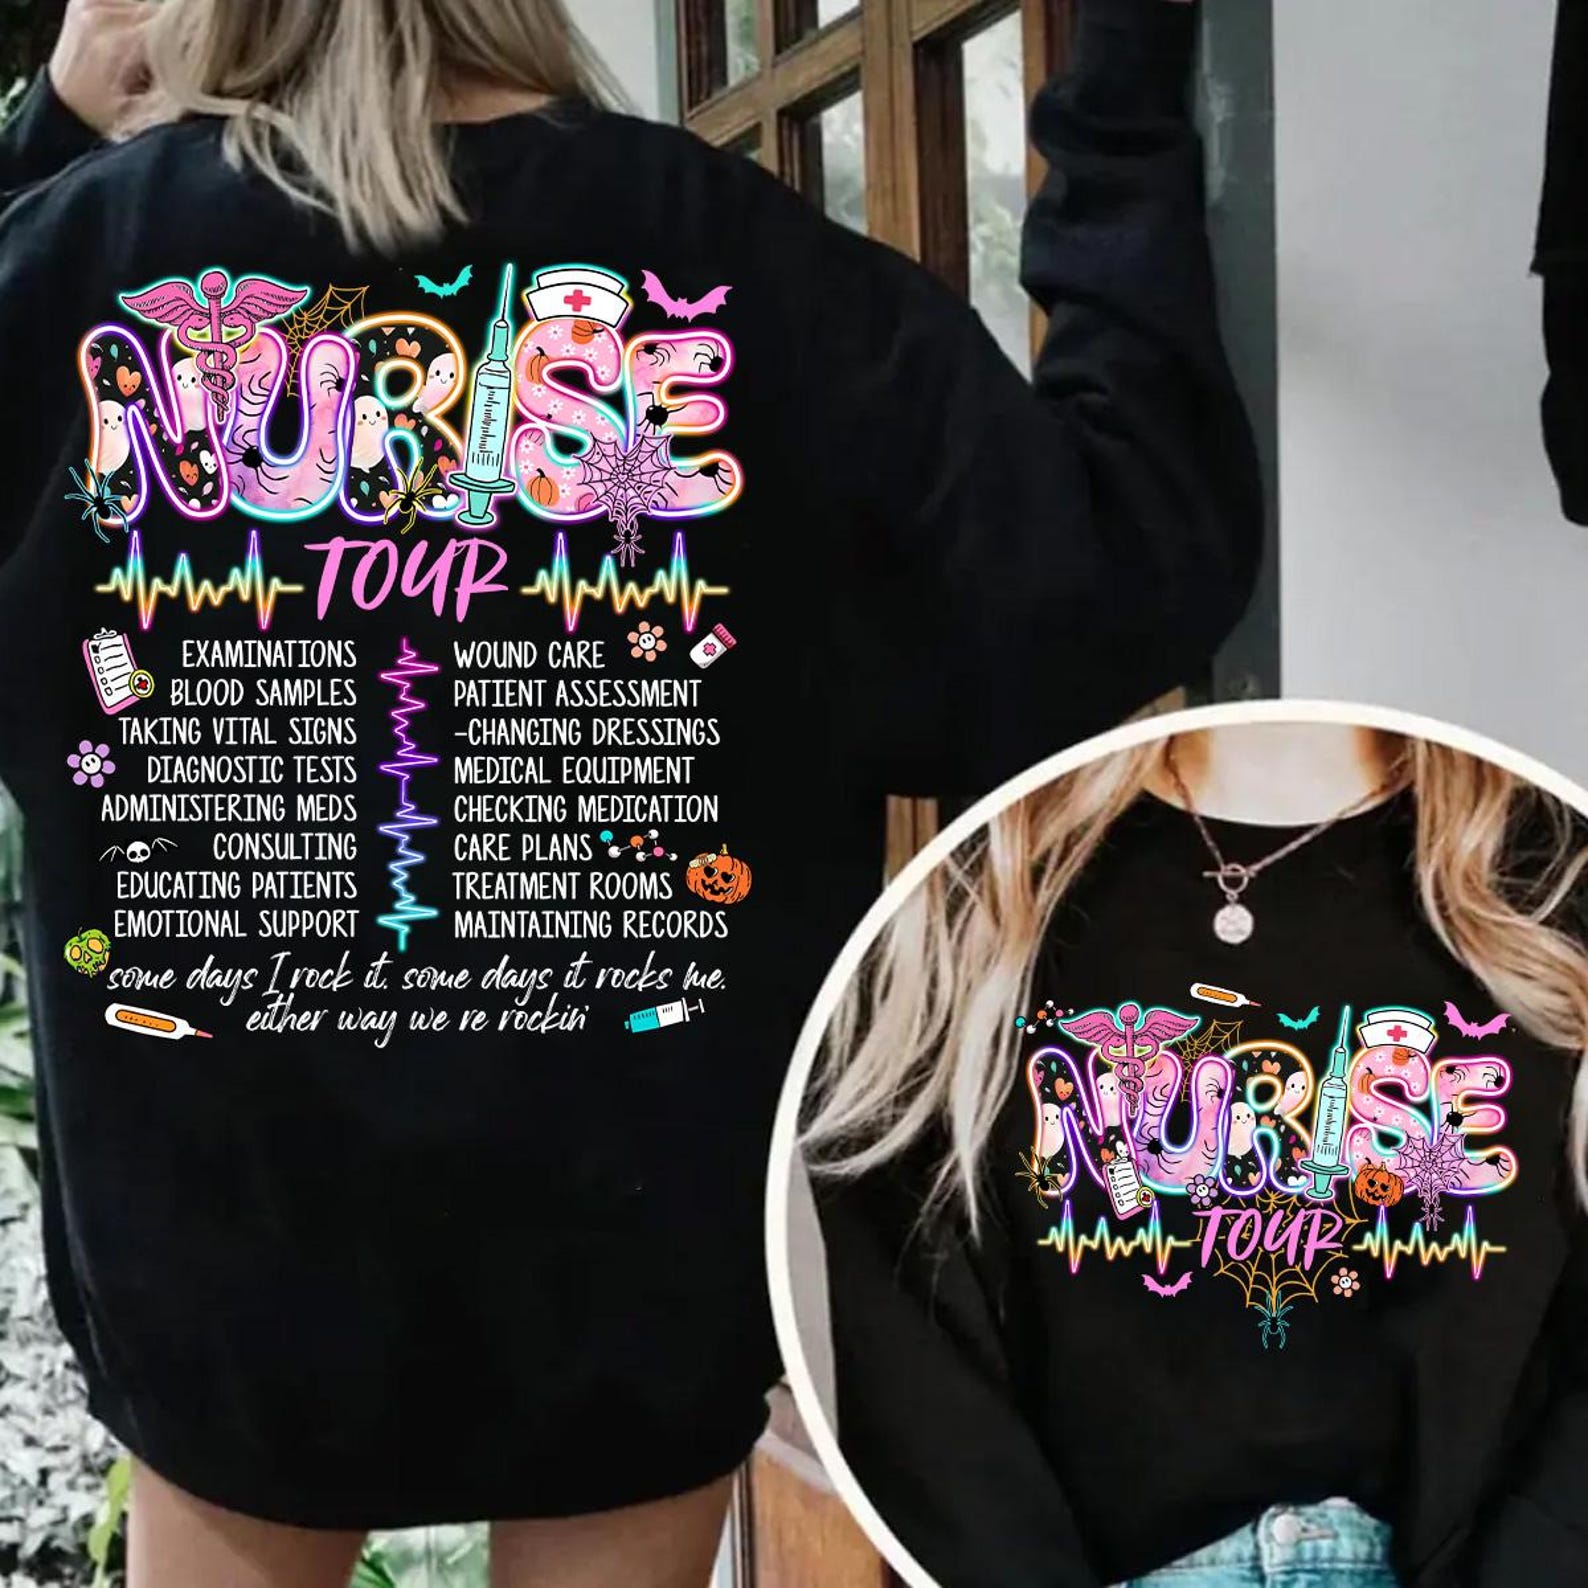 NURSE
TOUR
EXAMINATIONS
BLOOD SAMPLES
TAKING VITAL SIGNS
DIAGNOSTIC TESTS
ADMINISTERING MEDS
CONSULTING
EDUCATING PATIENTS
EMOTIONAL SUPPORT
WOUND CARE
PATIENT ASSESSMENT
-CHANGING DRESSINGS
MEDICAL EQUIPMENT
CHECKING MEDICATION
CARE PLANS
TREATMENT ROOMS
MAINTAINING RECORDS
some days I rock it. some days it rocks me.
either way we re rockin'
NURSE
TOUR